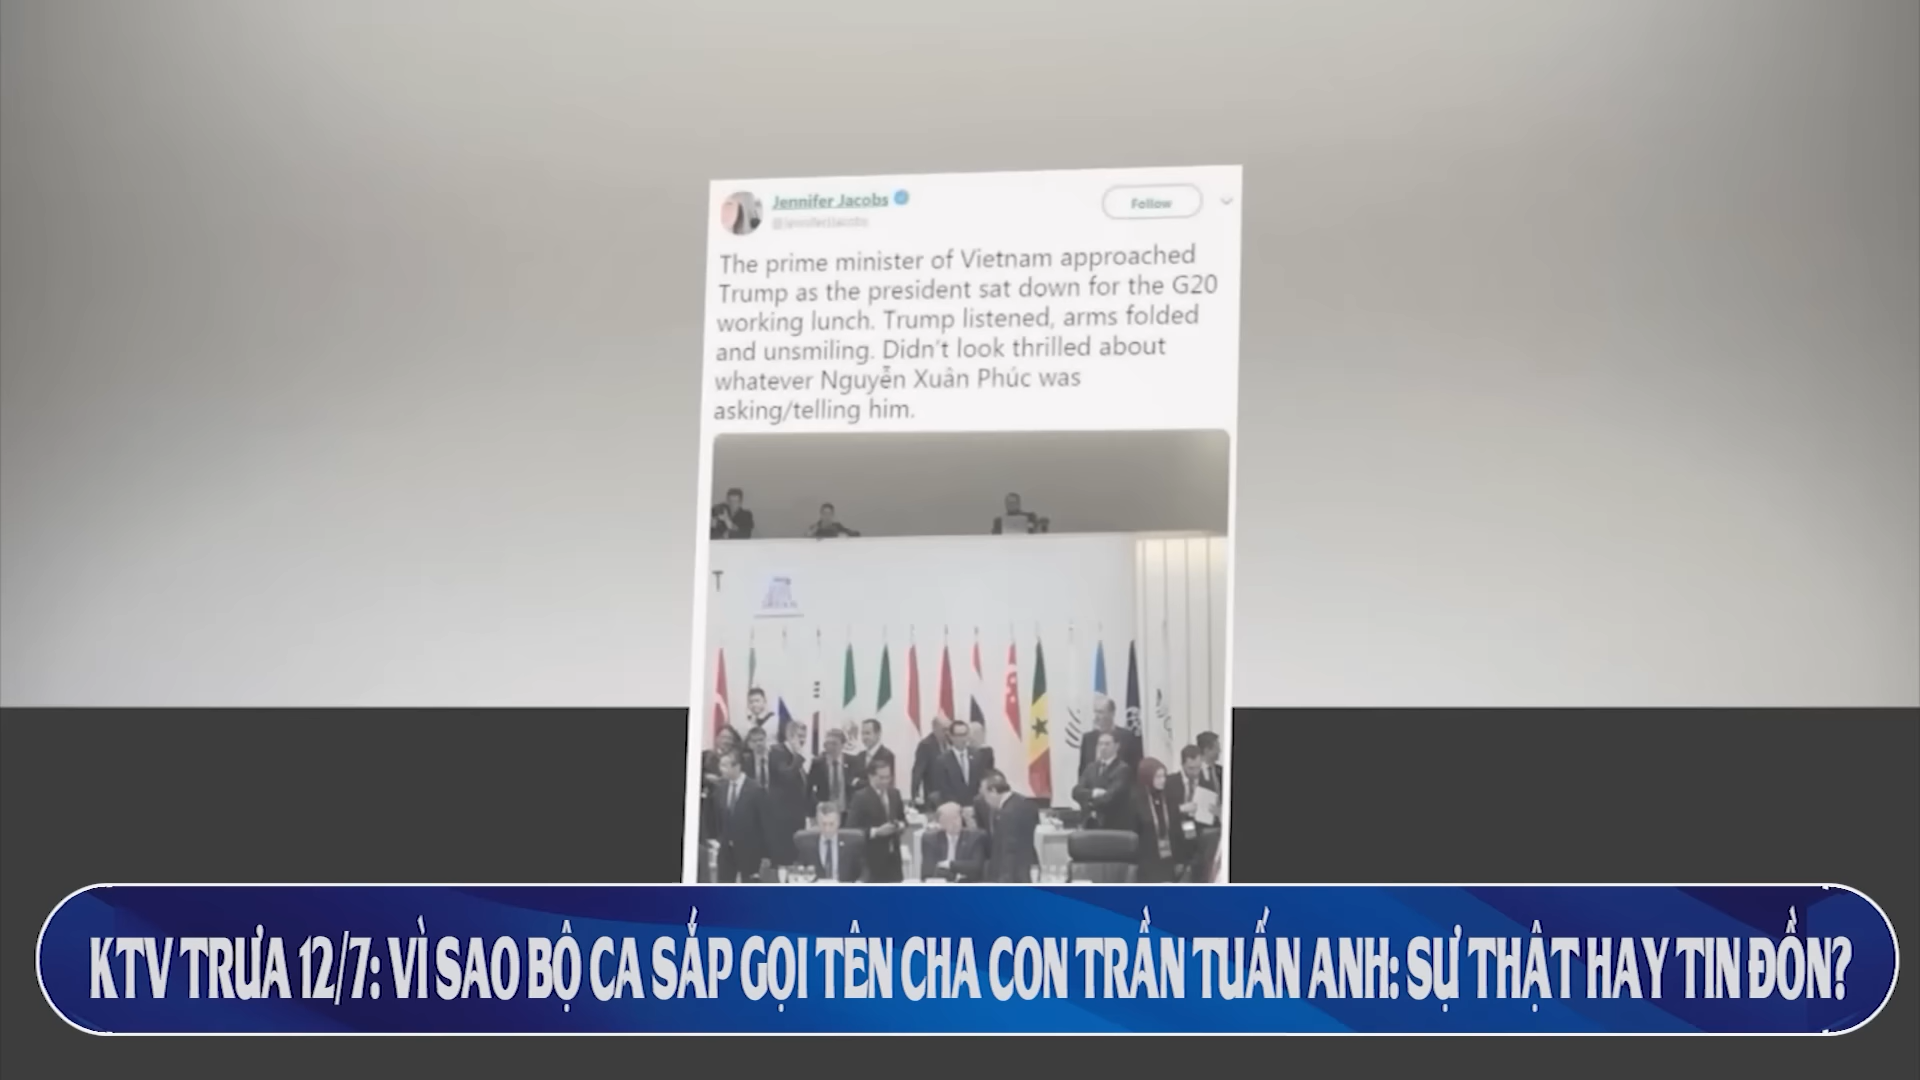 Jennifer Jacobs
Follow
The prime minister of Vietnam approached
Trump as the president sat down for the G20
working lunch. Trump listened, arms folded
and unsmiling. Didn't look thrilled about
whatever Nguyễn Xuân Phúc was
asking/telling him.
KTV TRƯA 12/7: VÌ SAO BỘ CA SẮP GỌI TÊN CHA CON TRẦN TUẤN ANH: SỰ THẬT HAY TIN ĐỒN?